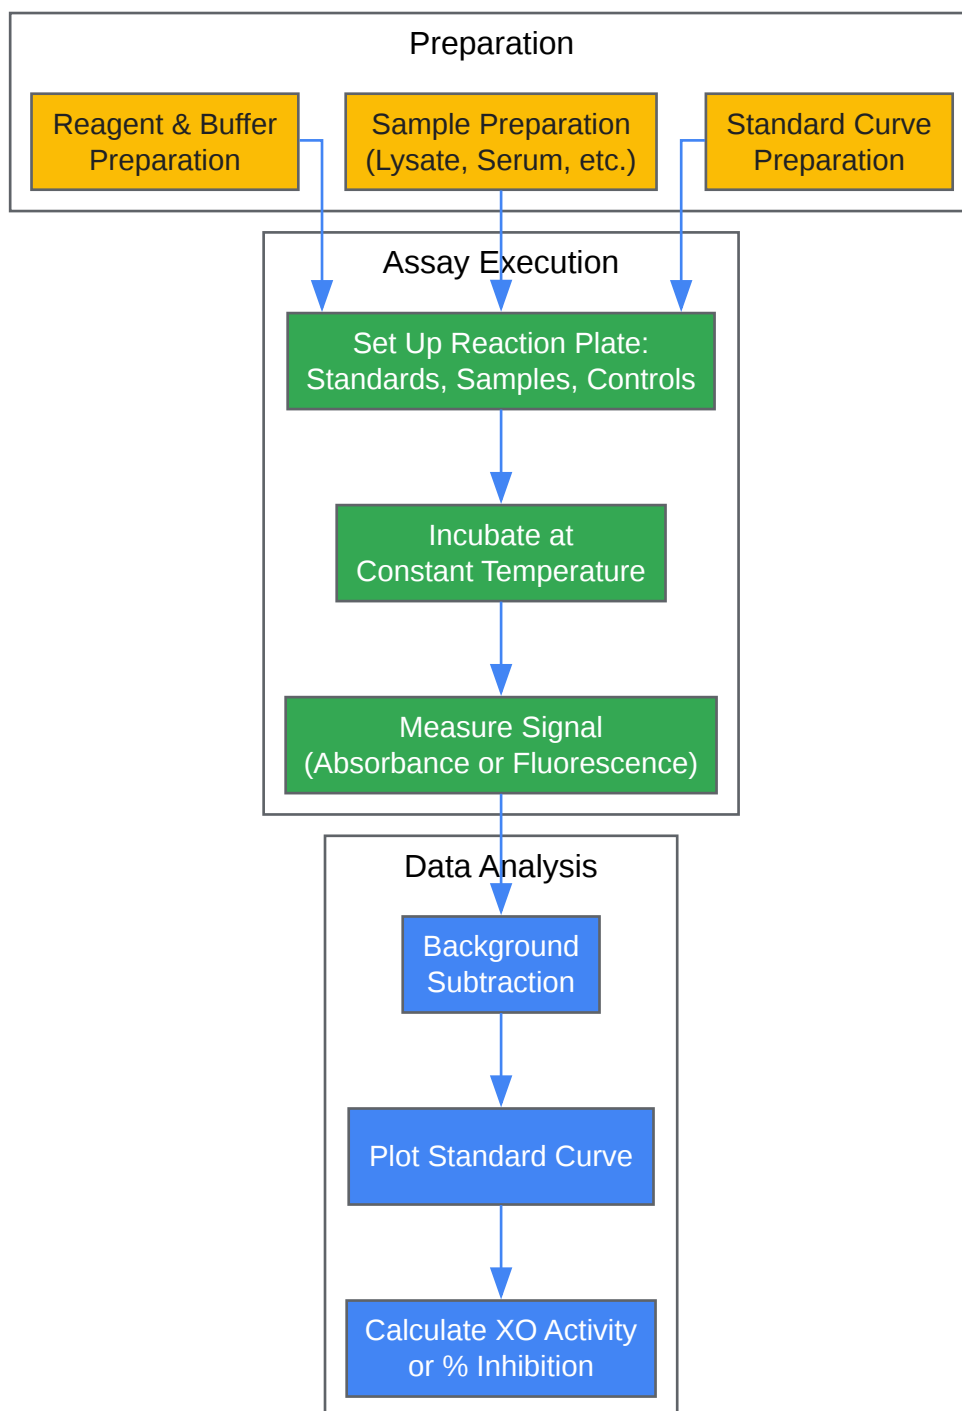 Preparation
Reagent & Buffer
Preparation
Sample Preparation
(Lysate, Serum, etc.)
Standard Curve
Preparation
Assay Execution
Set Up Reaction Plate:
Standards, Samples, Controls
Incubate at
Constant Temperature
Measure Signal
(Absorbance or Fluorescence)
Data Analysis
Background
Subtraction
Plot Standard Curve
Calculate XO Activity
or % Inhibition